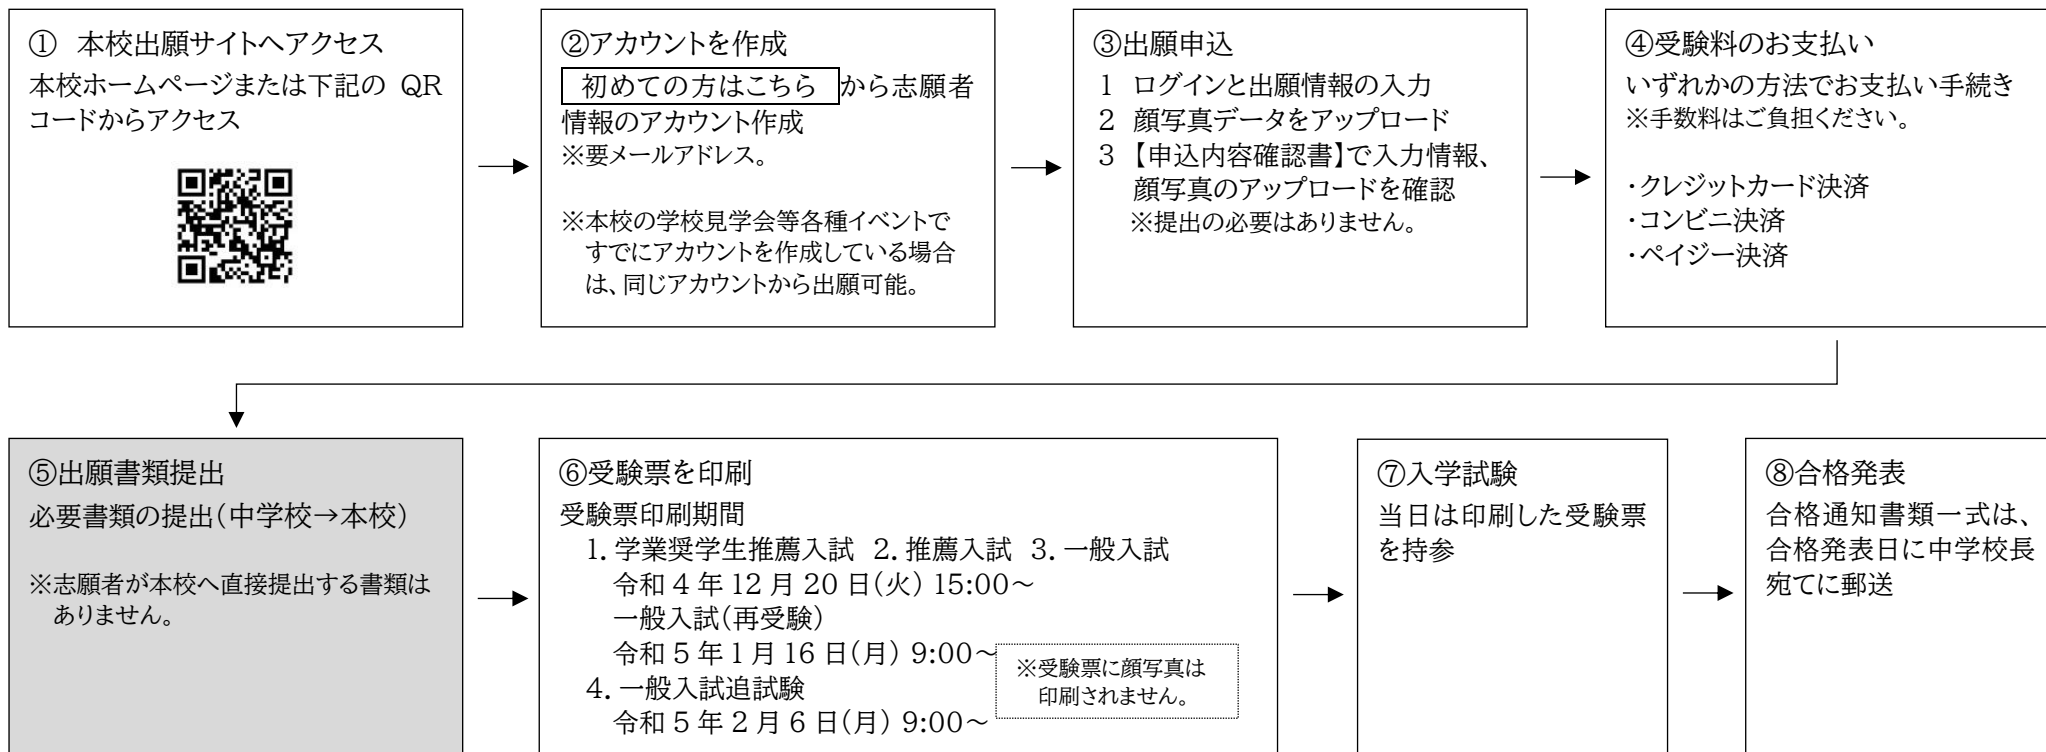 ① 本校出願サイトへアクセス
本校ホームページまたは下記の QR
コードからアクセス
②アカウントを作成
初めての方はこちら から志願者
情報のアカウント作成
※要メールアドレス。
※本校の学校見学会等各種イベントで
すでにアカウントを作成している場合
は、同じアカウントから出願可能。
③出願申込
1 ログインと出願情報の入力
2 顔写真データをアップロード
3 【申込内容確認書】で入力情報、
顔写真のアップロードを確認
※提出の必要はありません。
④受験料のお支払い
いずれかの方法でお支払い手続き
※手数料はご負担ください。
・クレジットカード決済
・コンビニ決済
・ペイジー決済
⑤出願書類提出
必要書類の提出(中学校→本校)
※志願者が本校へ直接提出する書類は
ありません。
⑥受験票を印刷
受験票印刷期間
1. 学業奨学生推薦入試 2. 推薦入試 3. 一般入試
令和 4 年 12 月 20 日(火) 15:00~
一般入試(再受験)
令和 5 年 1 月 16 日(月) 9:00~
4. 一般入試追試験
令和 5 年 2 月 6 日(月) 9:00~
※受験票に顔写真は
印刷されません。
⑦入学試験
当日は印刷した受験票
を持参
⑧合格発表
合格通知書類一式は、
合格発表日に中学校長
宛てに郵送